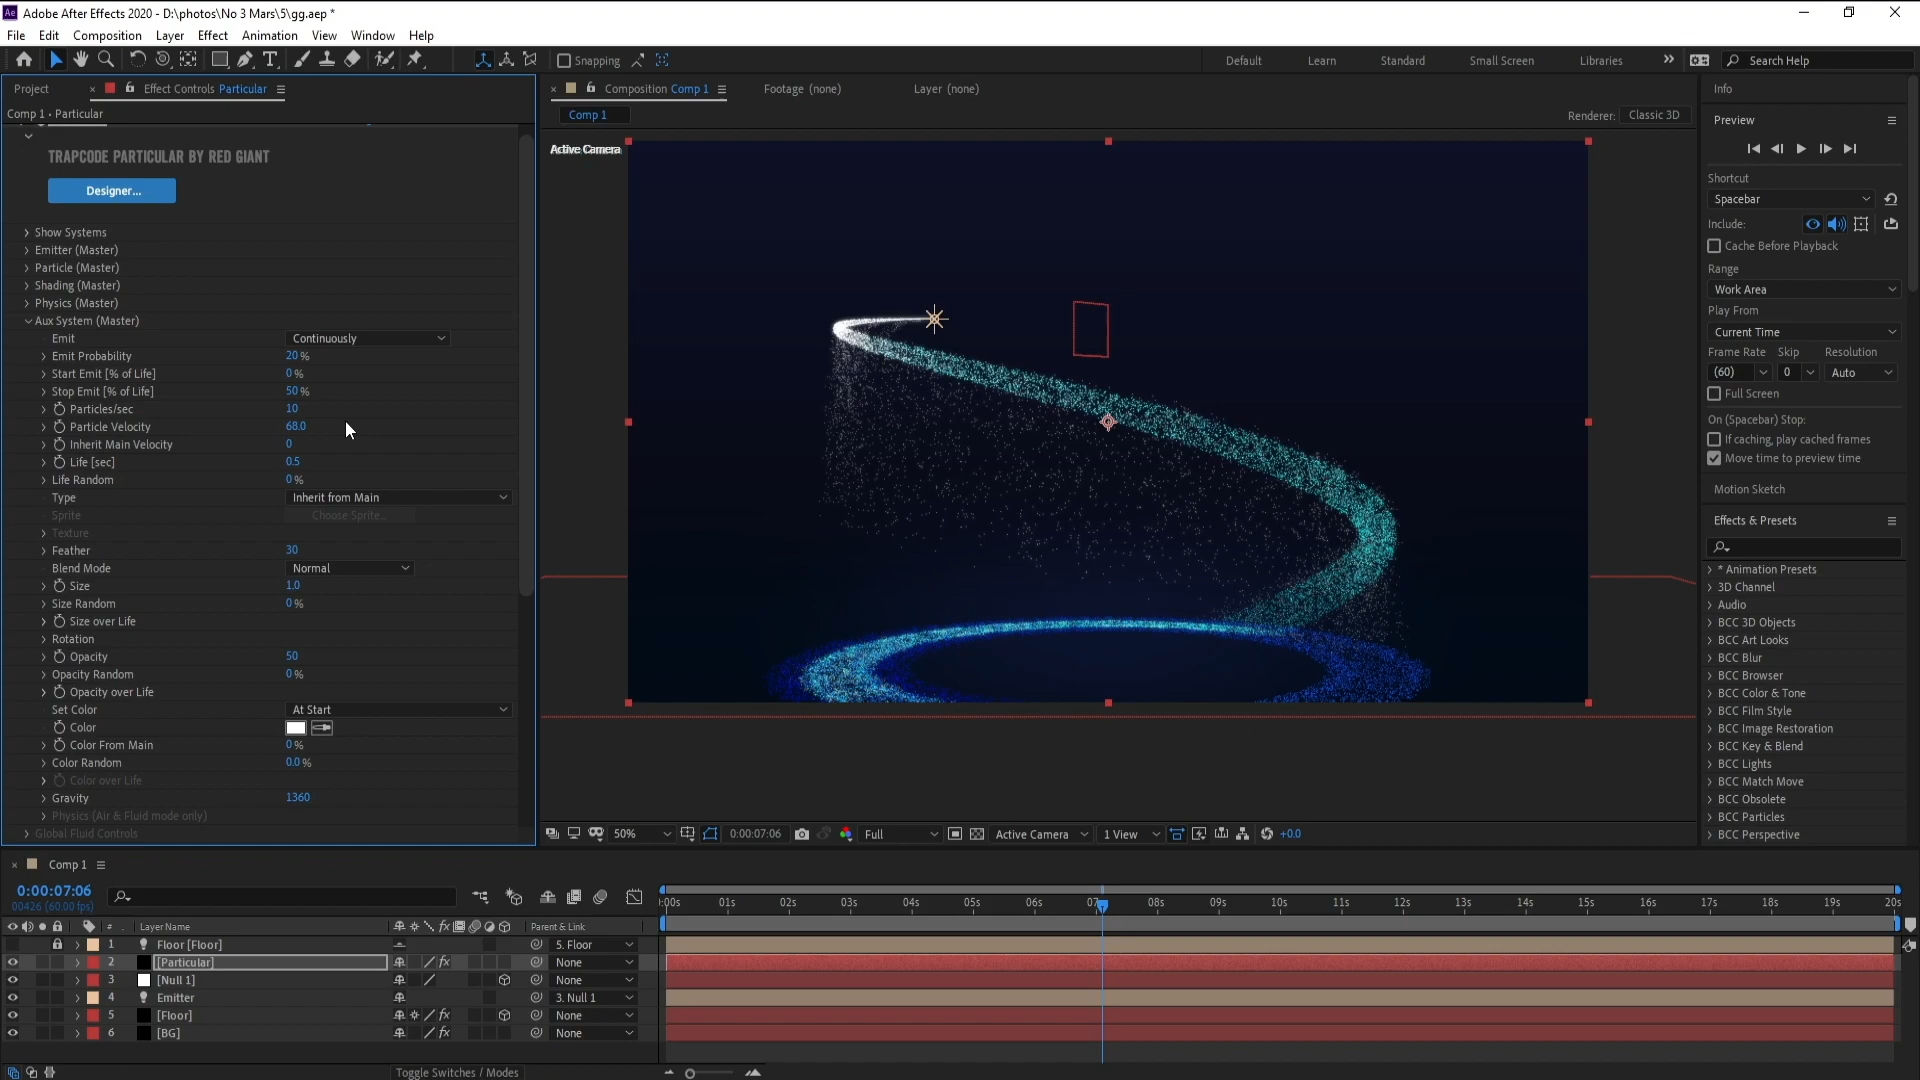 Adobe After Effects 2020 - D:\photos\No 3 Mars\5\gg.aep *
File Edit Composition Layer Effect Animation View Window Help
Snapping
Default Learn Standard Small Screen Libraries
Search Help
Project
Effect Controls Particular
Composition Comp 1
Footage (none)
Layer (none)
Info
Comp 1 • Particular
Comp 1
Renderer: Classic 3D
Preview
TRAPCODE PARTICULAR BY RED GIANT
Designer...
Active Camera
Shortcut
Spacebar
Include:
Cache Before Playback
Range
Work Area
Play From
Current Time
Frame Rate Skip Resolution
(60) 0 Auto
Full Screen
On (Spacebar) Stop:
If caching, play cached frames
Move time to preview time
Motion Sketch
Effects & Presets
* Animation Presets
3D Channel
Audio
BCC 3D Objects
BCC Art Looks
BCC Blur
BCC Browser
BCC Color & Tone
BCC Film Style
BCC Image Restoration
BCC Key & Blend
BCC Lights
BCC Match Move
BCC Obsolete
BCC Particles
BCC Perspective
Show Systems
Emitter (Master)
Particle (Master)
Shading (Master)
Physics (Master)
Aux System (Master)
Emit Continuously
Emit Probability 20 %
Start Emit [% of Life] 0 %
Stop Emit [% of Life] 50 %
Particles/sec 10
Particle Velocity 68.0
Inherit Main Velocity 0
Life [sec] 0.5
Life Random 0 %
Type Inherit from Main
Sprite Choose Sprite...
Texture
Feather 30
Blend Mode Normal
Size 1.0
Size Random 0 %
Size over Life
Rotation
Opacity 50
Opacity Random 0 %
Opacity over Life
Set Color At Start
Color
Color From Main 0 %
Color Random 0.0 %
Color over Life
Gravity 1360
Physics (Air & Fluid mode only)
Global Fluid Controls
50% 0:00:07:06 Full Active Camera 1 View +0.0
Comp 1
0:00:07:06
00426 (60.00 fps)
:00s 01s 02s 03s 04s 05s 06s 07 08s 09s 10s 11s 12s 13s 14s 15s 16s 17s 18s 19s 20s
# Layer Name fx Parent & Link
1 Floor [Floor] 5. Floor
2 [Particular] fx None
3 [Null 1] None
4 Emitter 3. Null 1
5 [Floor] fx None
6 [BG] fx None
Toggle Switches / Modes